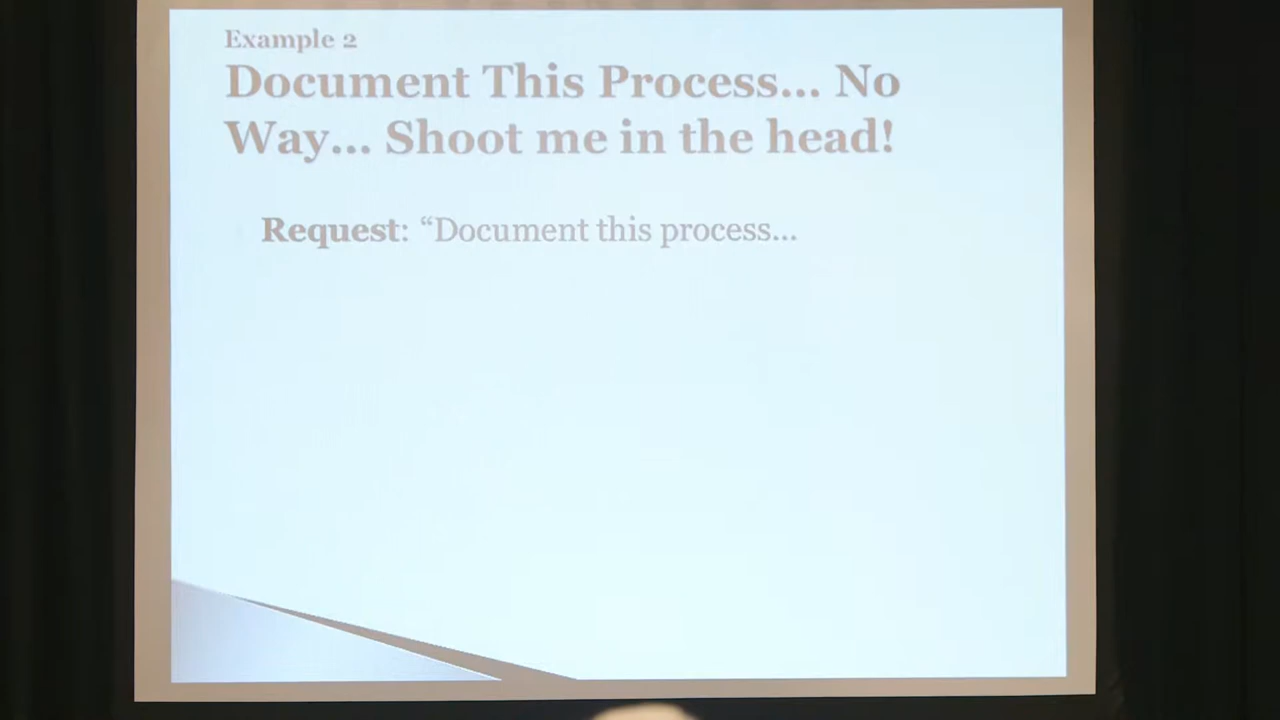 Example 2
Document This Process... No
Way... Shoot me in the head!
Request: “Document this process...